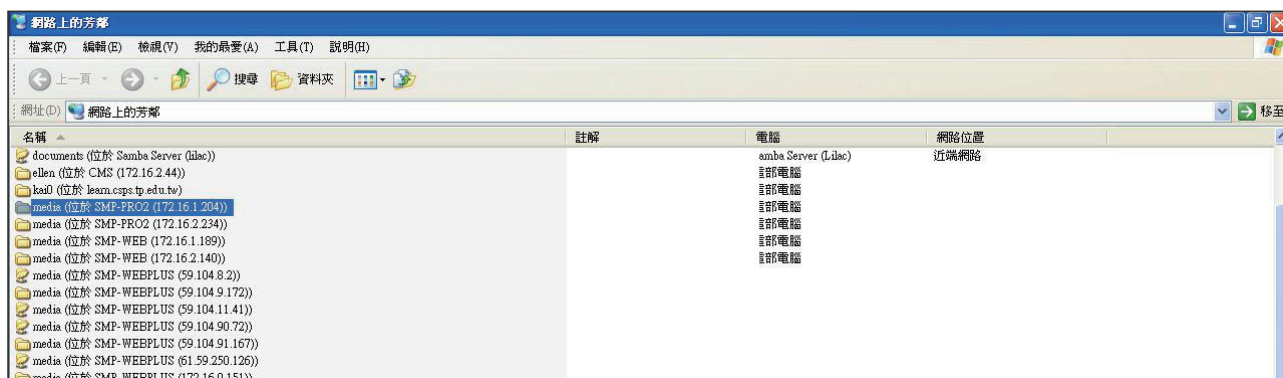 網路上的芳鄰
檔案(F) 編輯(E) 檢視(V) 我的最愛(A) 工具(T) 說明(H)
上一頁 搜尋 資料夾
網址(D) 網路上的芳鄰 移至
名稱 註解 電腦 網路位置
documents (位於 Samba Server (lilac)) amba Server (Lilac) 近端網路
ellen (位於 CMS (172.16.2.44)) 部電腦
kai0 (位於 learn.csps.tp.edu.tw) 部電腦
media (位於 SMP-PRO2 (172.16.1.204)) 部電腦
media (位於 SMP-PRO2 (172.16.2.234)) 部電腦
media (位於 SMP-WEB (172.16.1.189)) 部電腦
media (位於 SMP-WEB (172.16.2.140)) 部電腦
media (位於 SMP-WEBPLUS (59.104.8.2))
media (位於 SMP-WEBPLUS (59.104.9.172))
media (位於 SMP-WEBPLUS (59.104.11.41))
media (位於 SMP-WEBPLUS (59.104.90.72))
media (位於 SMP-WEBPLUS (59.104.91.167))
media (位於 SMP-WEBPLUS (61.59.250.126))
media (位於 SMP-WEBPLUS (172.16.0.151))